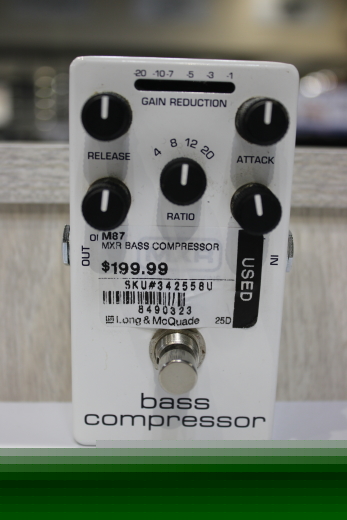 -20 -10-7 -5 -3 -1
GAIN REDUCTION
RELEASE
ATTACK
4 8 12 20
RATIO
OUT
IN
M87
MXR BASS COMPRESSOR
$199.99
SKU#342558U
8490323
Long & McQuade 25D
USED
bass
compressor